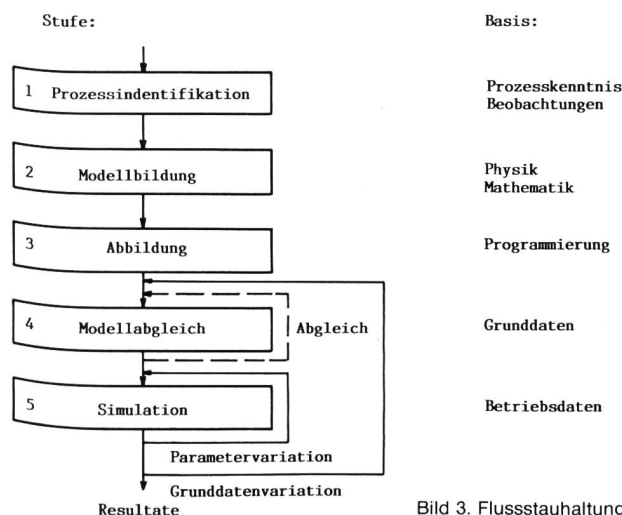 Stufe:
Basis:
1 Prozessindentifikation
Prozesskenntnis
Beobachtungen
2 Modellbildung
Physik
Mathematik
3 Abbildung
Programmierung
4 Modellabgleich
Abgleich
Grunddaten
5 Simulation
Betriebsdaten
Parametervariation
Grunddatenvariation
Resultate
Bild 3. Flussstauhaltung